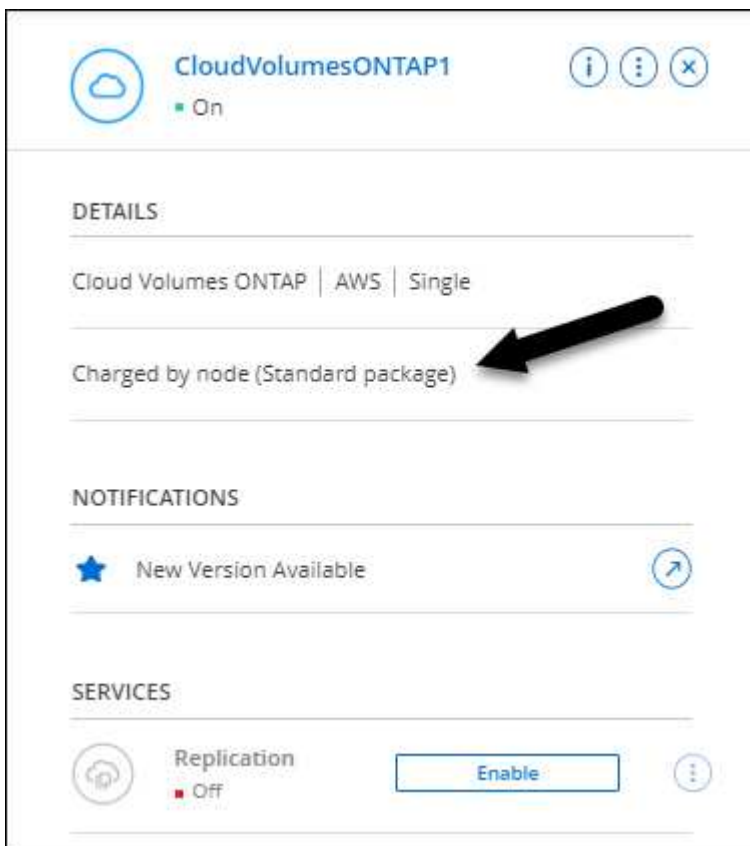 CloudVolumesONTAP1
On
DETAILS
Cloud Volumes ONTAP | AWS | Single
Charged by node (Standard package)
NOTIFICATIONS
New Version Available
SERVICES
Replication
Enable
Off